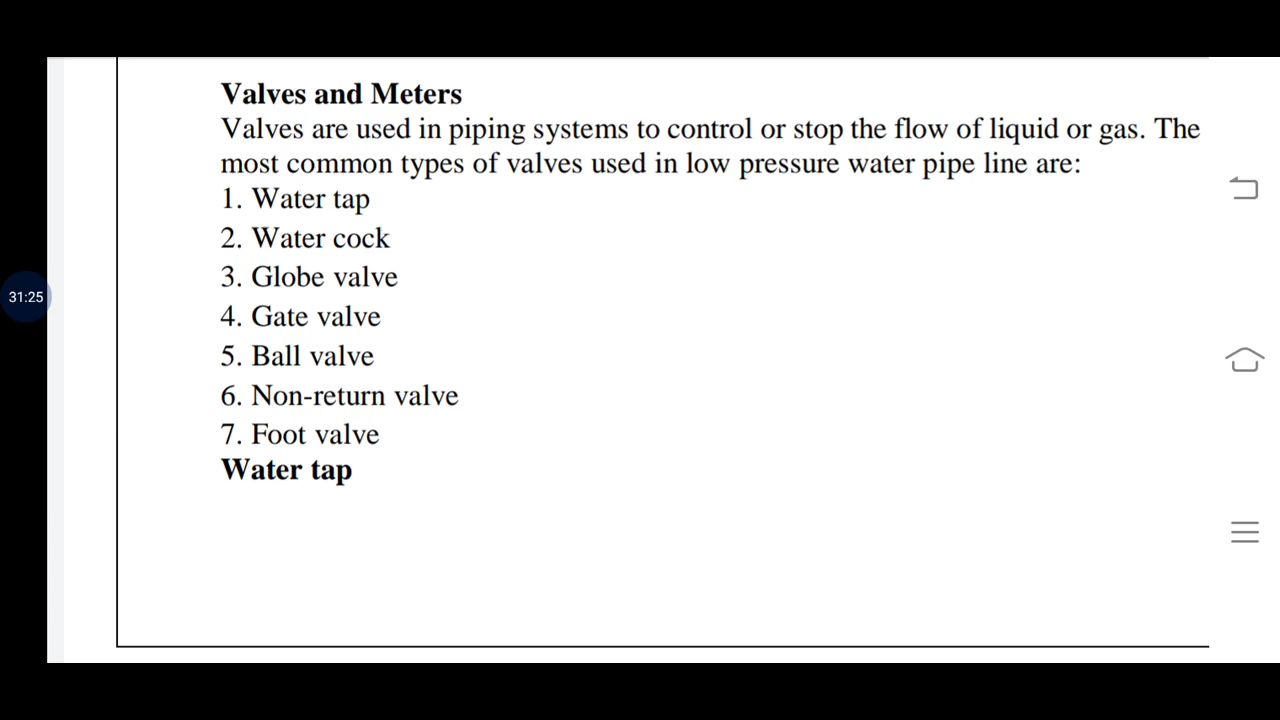 Valves and Meters
Valves are used in piping systems to control or stop the flow of liquid or gas. The
most common types of valves used in low pressure water pipe line are:
1. Water tap
2. Water cock
3. Globe valve
31:25
4. Gate valve
5. Ball valve
6. Non-return valve
7. Foot valve
Water tap